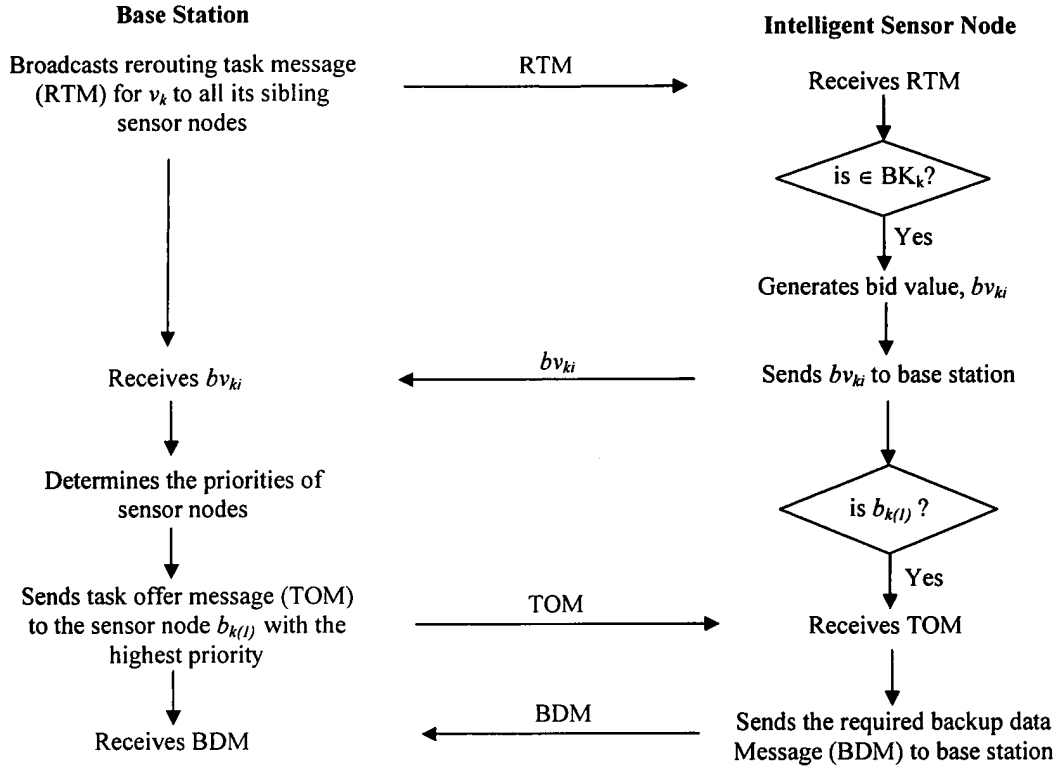 Base Station
Intelligent Sensor Node
Broadcasts rerouting task message
(RTM) for vk to all its sibling
sensor nodes
RTM
Receives RTM
is ∈ BKk?
Yes
Generates bid value, bvki
Receives bvki
bvki
Sends bvki to base station
Determines the priorities of
sensor nodes
is bk(1) ?
Yes
Sends task offer message (TOM)
to the sensor node bk(1) with the
highest priority
TOM
Receives TOM
Receives BDM
BDM
Sends the required backup data
Message (BDM) to base station